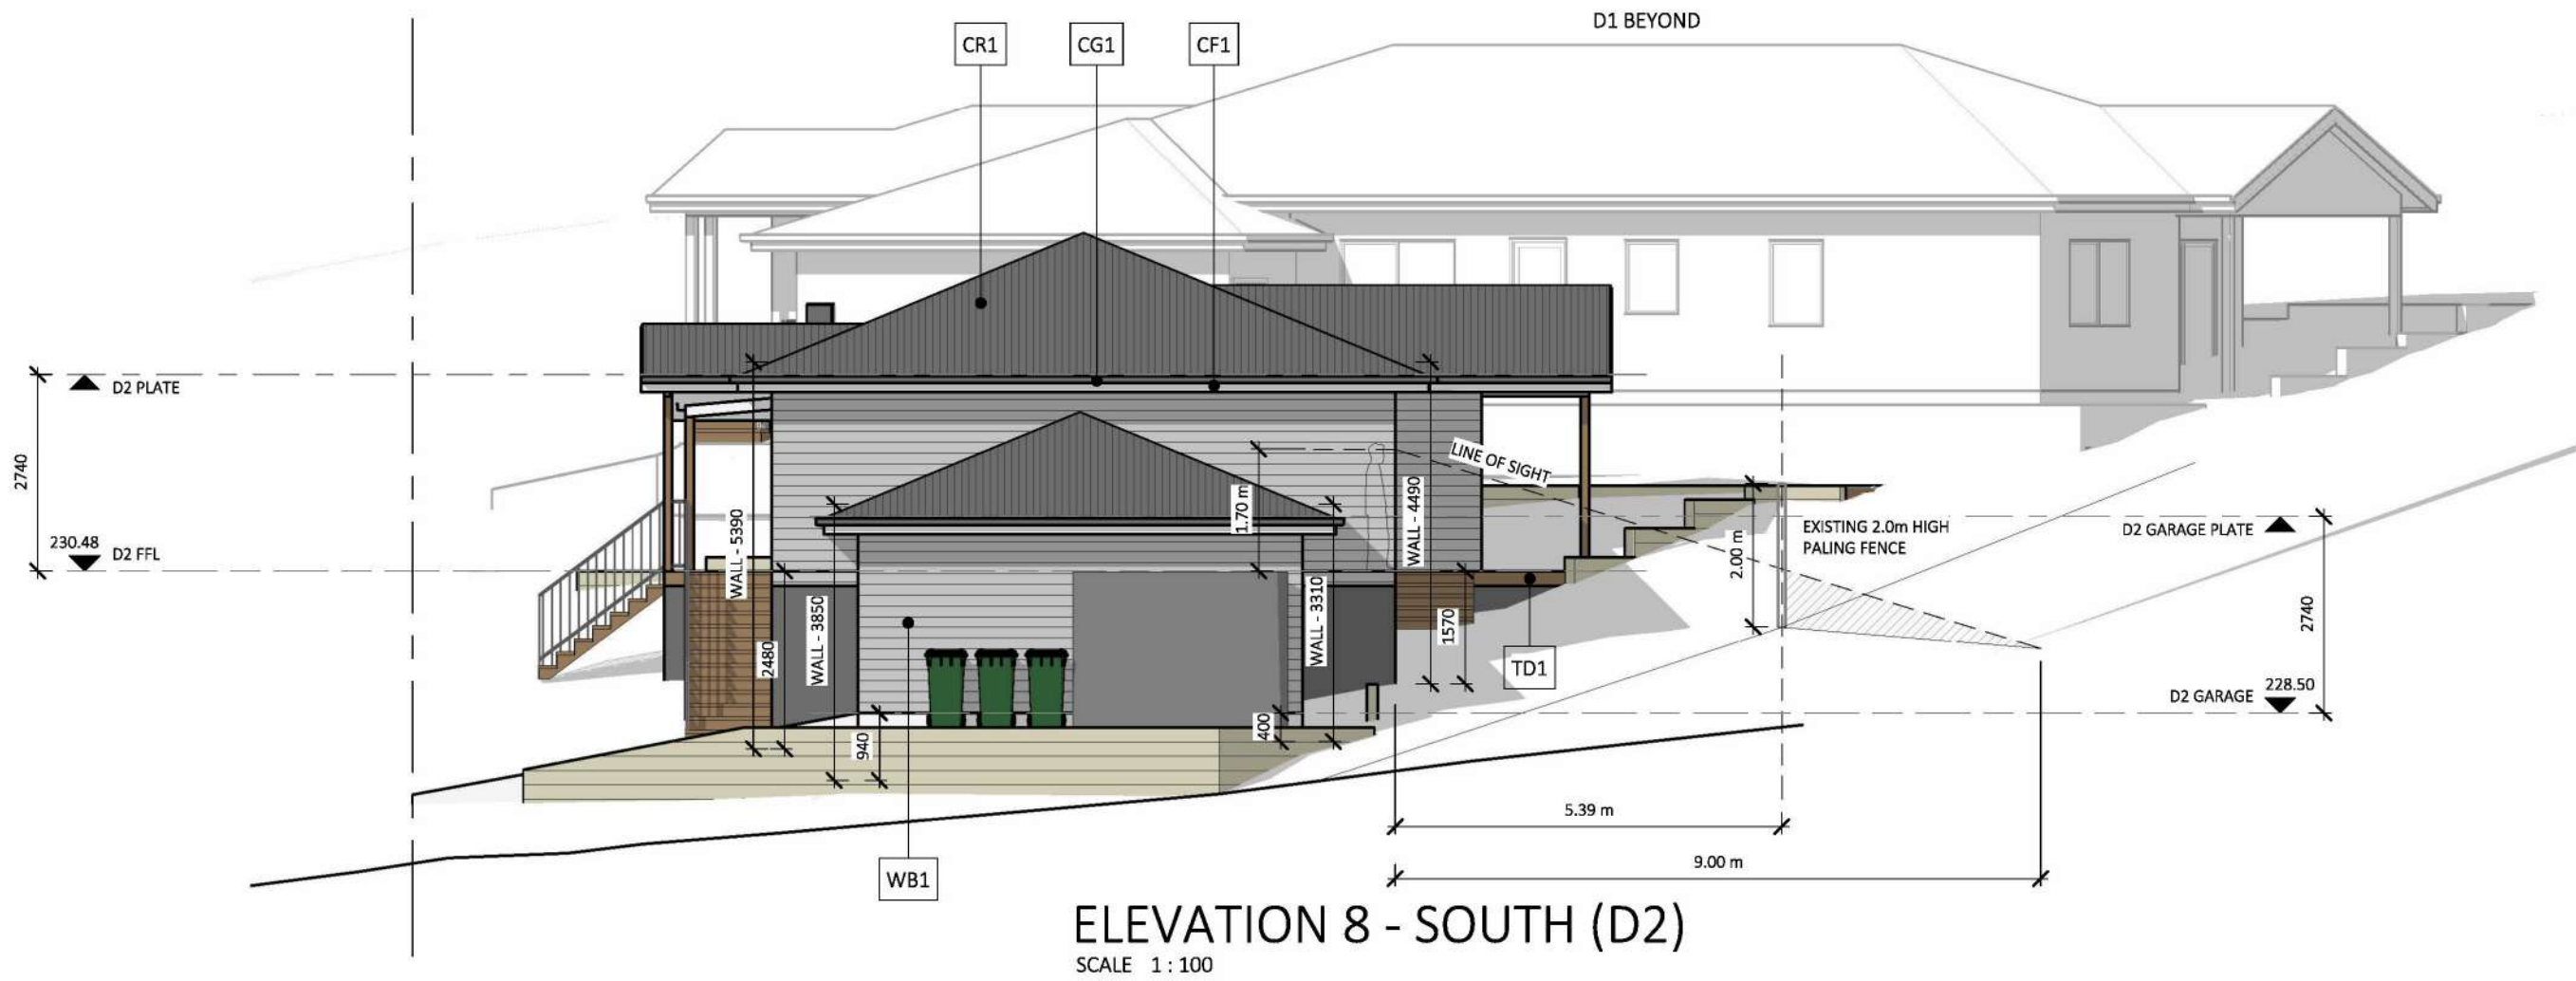 D1 BEYOND
CR1
CG1
CF1
D2 PLATE
2740
230.48
D2 FFL
WALL - 5390
2480
WALL - 3850
940
1.70 m
WALL - 3310
400
WALL - 4490
1570
LINE OF SIGHT
2.00 m
EXISTING 2.0m HIGH
PALING FENCE
D2 GARAGE PLATE
2740
D2 GARAGE
228.50
TD1
WB1
5.39 m
9.00 m
ELEVATION 8 - SOUTH (D2)
SCALE 1 : 100